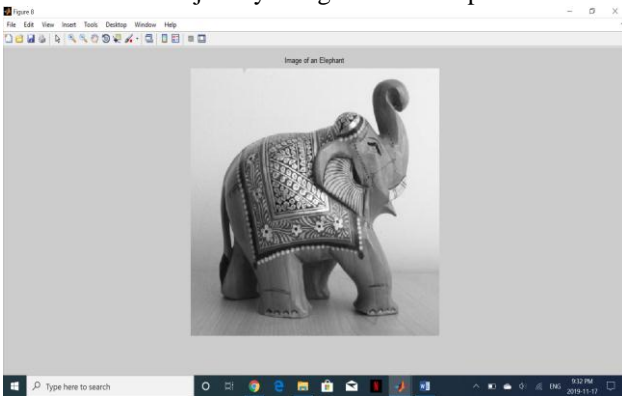 Figure 8
File Edit View Insert Tools Desktop Window Help
Image of an Elephant
Type here to search
ENG
9:32 PM
2019-11-17